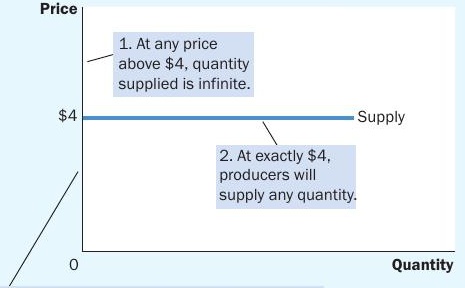 Price
1. At any price
above $4, quantity
supplied is infinite.
$4
Supply
2. At exactly $4,
producers will
supply any quantity.
0
Quantity